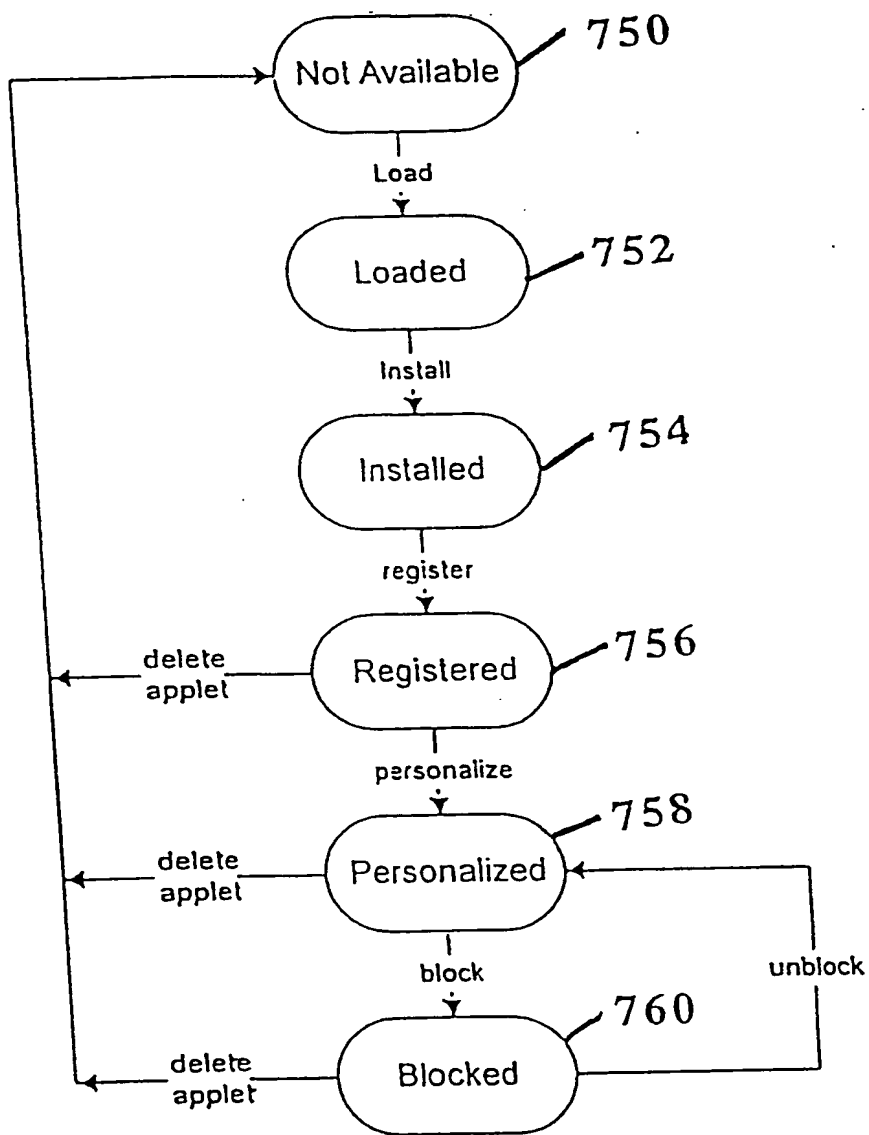 750
Not Available
Load
752
Loaded
Install
754
Installed
register
756
Registered
delete
applet
personalize
758
Personalized
delete
applet
block
unblock
760
Blocked
delete
applet